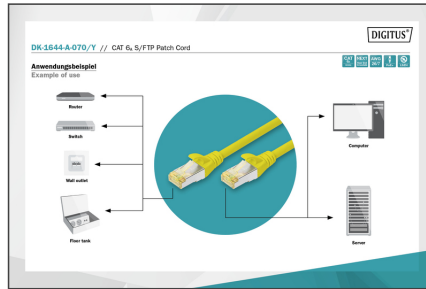 DIGITUS®
DK-1644-A-070/Y // CAT 6A S/FTP Patch Cord
Anwendungsbeispiel
Example of use
Router
Switch
Wall outlet
Floor tank
Computer
Server